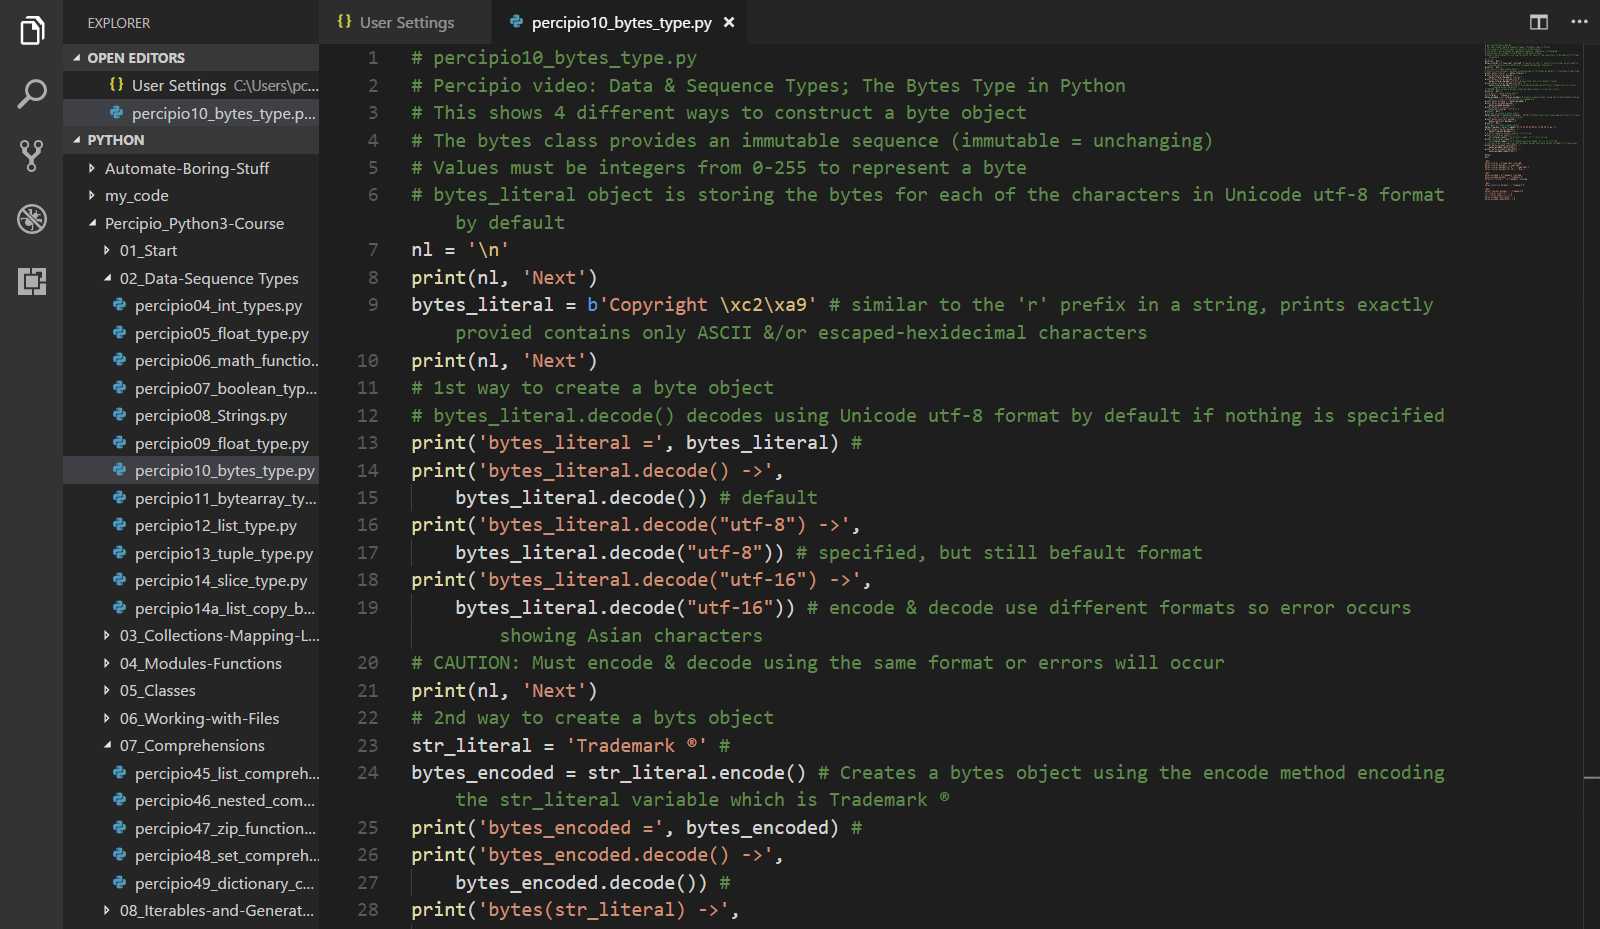 EXPLORER
OPEN EDITORS
{} User Settings C:\Users\pc...
percipio10_bytes_type.p...
PYTHON
Automate-Boring-Stuff
my_code
Percipio_Python3-Course
01_Start
02_Data-Sequence Types
percipio04_int_types.py
percipio05_float_type.py
percipio06_math_functio...
percipio07_boolean_typ...
percipio08_Strings.py
percipio09_float_type.py
percipio10_bytes_type.py
percipio11_bytearray_ty...
percipio12_list_type.py
percipio13_tuple_type.py
percipio14_slice_type.py
percipio14a_list_copy_b...
03_Collections-Mapping-L...
04_Modules-Functions
05_Classes
06_Working-with-Files
07_Comprehensions
percipio45_list_compreh...
percipio46_nested_com...
percipio47_zip_function...
percipio48_set_compreh...
percipio49_dictionary_c...
08_Iterables-and-Generat...
{} User Settings percipio10_bytes_type.py ×
1 # percipio10_bytes_type.py
2 # Percipio video: Data & Sequence Types; The Bytes Type in Python
3 # This shows 4 different ways to construct a byte object
4 # The bytes class provides an immutable sequence (immutable = unchanging)
5 # Values must be integers from 0-255 to represent a byte
6 # bytes_literal object is storing the bytes for each of the characters in Unicode utf-8 format
by default
7 nl = '\n'
8 print(nl, 'Next')
9 bytes_literal = b'Copyright \xc2\xa9' # similar to the 'r' prefix in a string, prints exactly
provied contains only ASCII &/or escaped-hexidecimal characters
10 print(nl, 'Next')
11 # 1st way to create a byte object
12 # bytes_literal.decode() decodes using Unicode utf-8 format by default if nothing is specified
13 print('bytes_literal =', bytes_literal) #
14 print('bytes_literal.decode() ->',
15 bytes_literal.decode()) # default
16 print('bytes_literal.decode("utf-8") ->',
17 bytes_literal.decode("utf-8")) # specified, but still befault format
18 print('bytes_literal.decode("utf-16") ->',
19 bytes_literal.decode("utf-16")) # encode & decode use different formats so error occurs
showing Asian characters
20 # CAUTION: Must encode & decode using the same format or errors will occur
21 print(nl, 'Next')
22 # 2nd way to create a byts object
23 str_literal = 'Trademark ®' #
24 bytes_encoded = str_literal.encode() # Creates a bytes object using the encode method encoding
the str_literal variable which is Trademark ®
25 print('bytes_encoded =', bytes_encoded) #
26 print('bytes_encoded.decode() ->',
27 bytes_encoded.decode()) #
28 print('bytes(str_literal) ->',